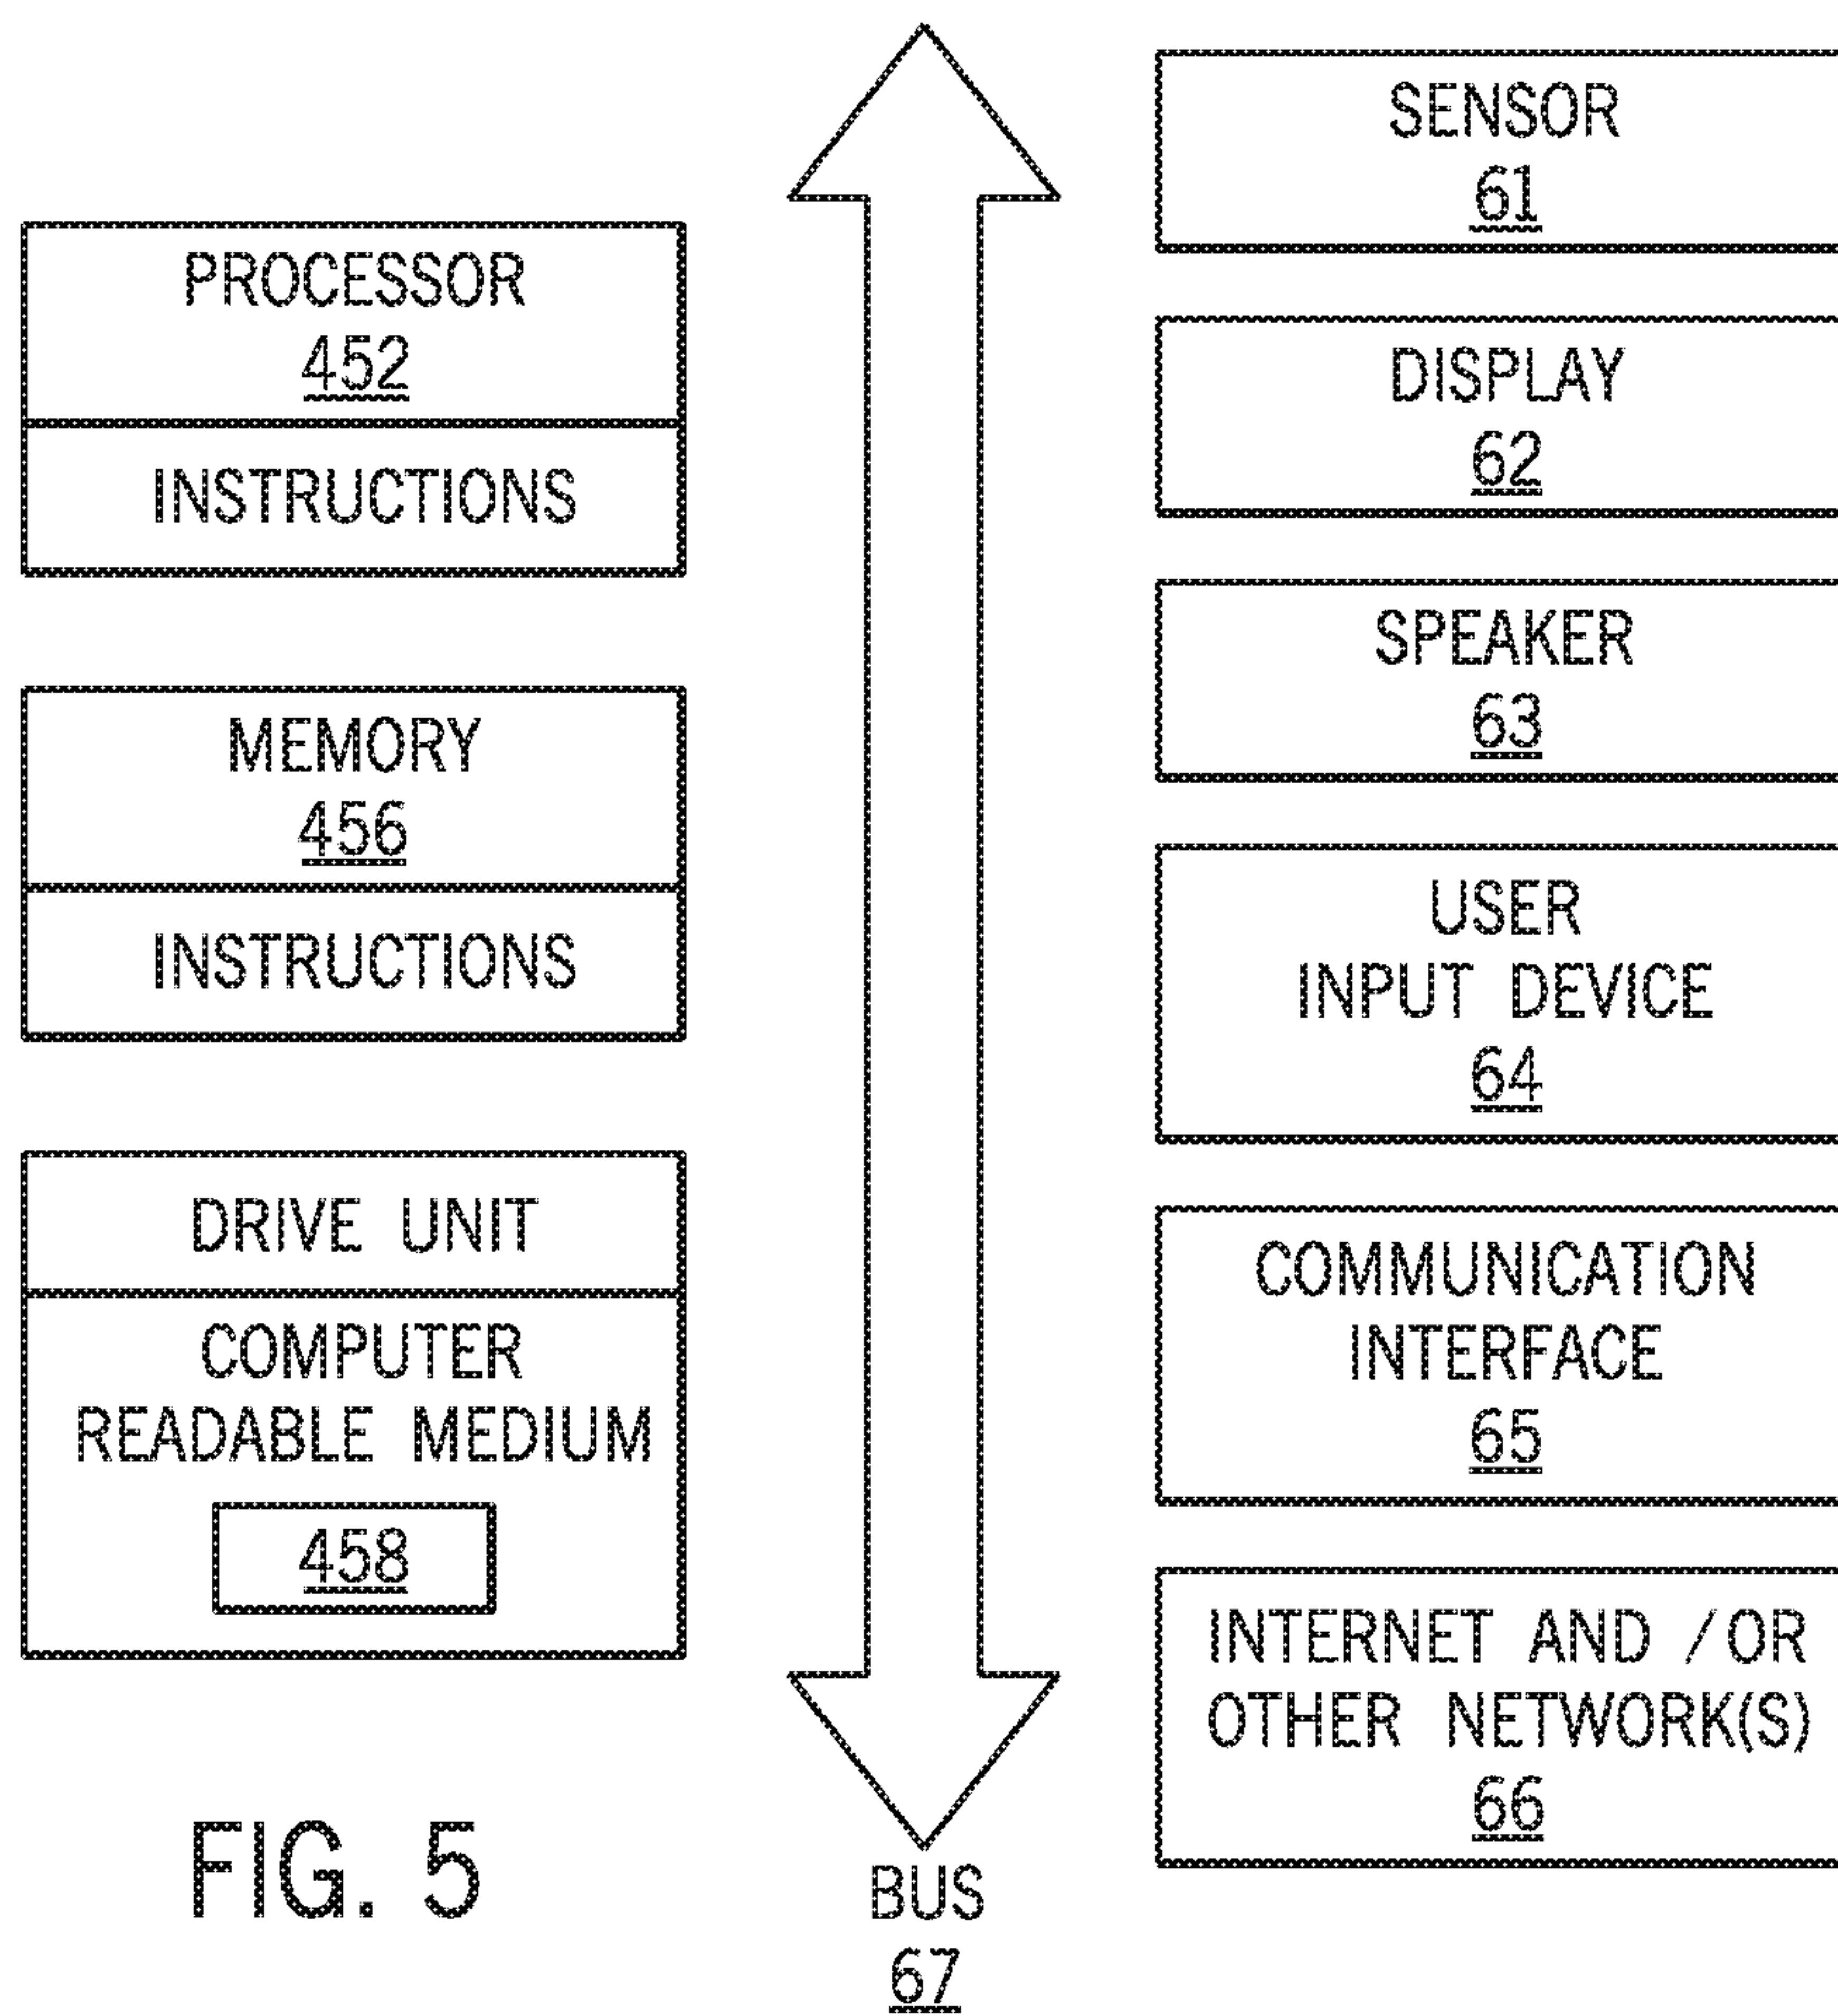 PROCESSOR
452
INSTRUCTIONS
MEMORY
456
INSTRUCTIONS
DRIVE UNIT
COMPUTER
READABLE MEDIUM
458
FIG. 5
BUS
67
SENSOR
61
DISPLAY
62
SPEAKER
63
USER
INPUT DEVICE
64
COMMUNICATION
INTERFACE
65
INTERNET AND /OR
OTHER NETWORK(S)
66